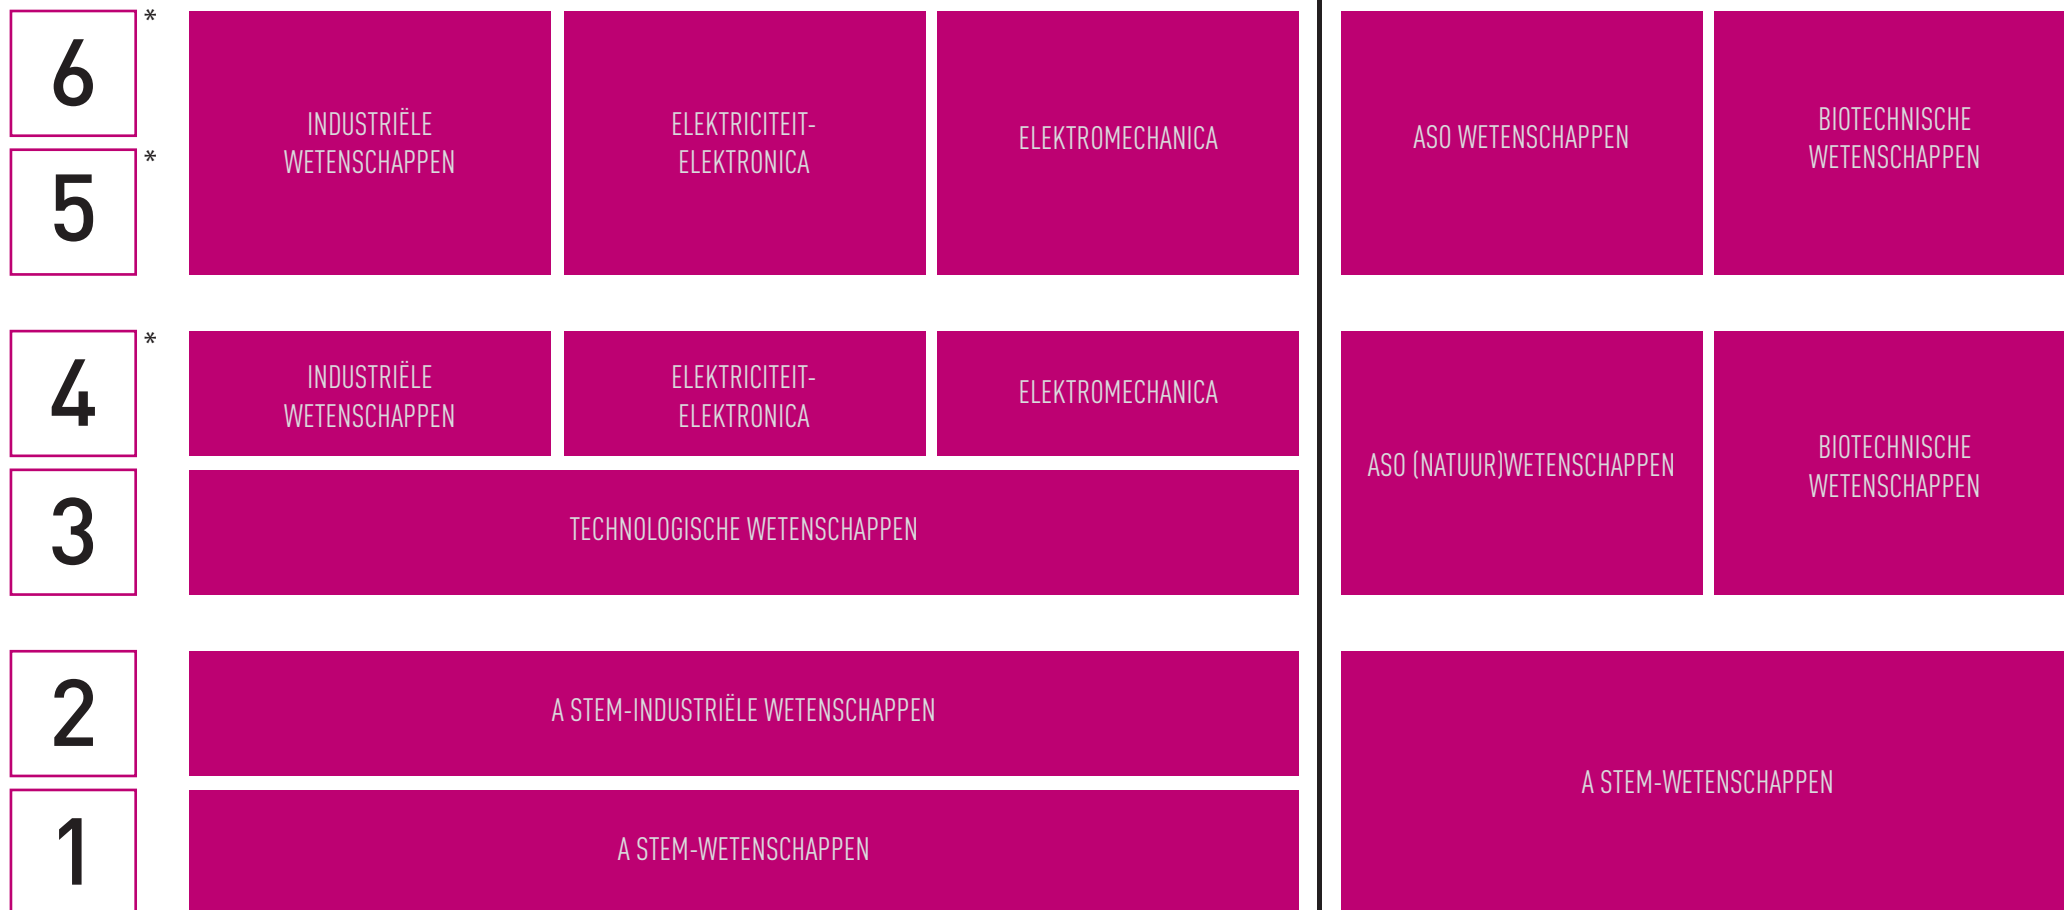 6 *
5 *
INDUSTRIËLE
WETENSCHAPPEN
ELEKTRICITEIT-
ELEKTRONICA
ELEKTROMECHANICA
ASO WETENSCHAPPEN
BIOTECHNISCHE
WETENSCHAPPEN
4 *
INDUSTRIËLE
WETENSCHAPPEN
ELEKTRICITEIT-
ELEKTRONICA
ELEKTROMECHANICA
ASO (NATUUR)WETENSCHAPPEN
BIOTECHNISCHE
WETENSCHAPPEN
3
TECHNOLOGISCHE WETENSCHAPPEN
2
A STEM-INDUSTRIËLE WETENSCHAPPEN
A STEM-WETENSCHAPPEN
1
A STEM-WETENSCHAPPEN